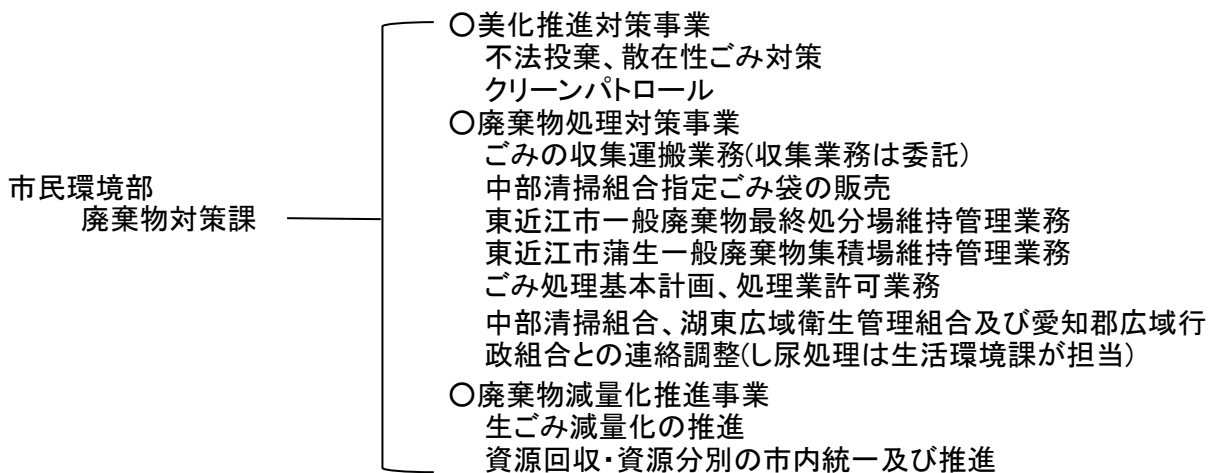 市民環境部
廃棄物対策課
〇美化推進対策事業
不法投棄、散在性ごみ対策
クリーンパトロール
〇廃棄物処理対策事業
ごみの収集運搬業務(収集業務は委託)
中部清掃組合指定ごみ袋の販売
東近江市一般廃棄物最終処分場維持管理業務
東近江市蒲生一般廃棄物集積場維持管理業務
ごみ処理基本計画、処理業許可業務
中部清掃組合、湖東広域衛生管理組合及び愛知郡広域行
政組合との連絡調整(し尿処理は生活環境課が担当)
〇廃棄物減量化推進事業
生ごみ減量化の推進
資源回収・資源分別の市内統一及び推進